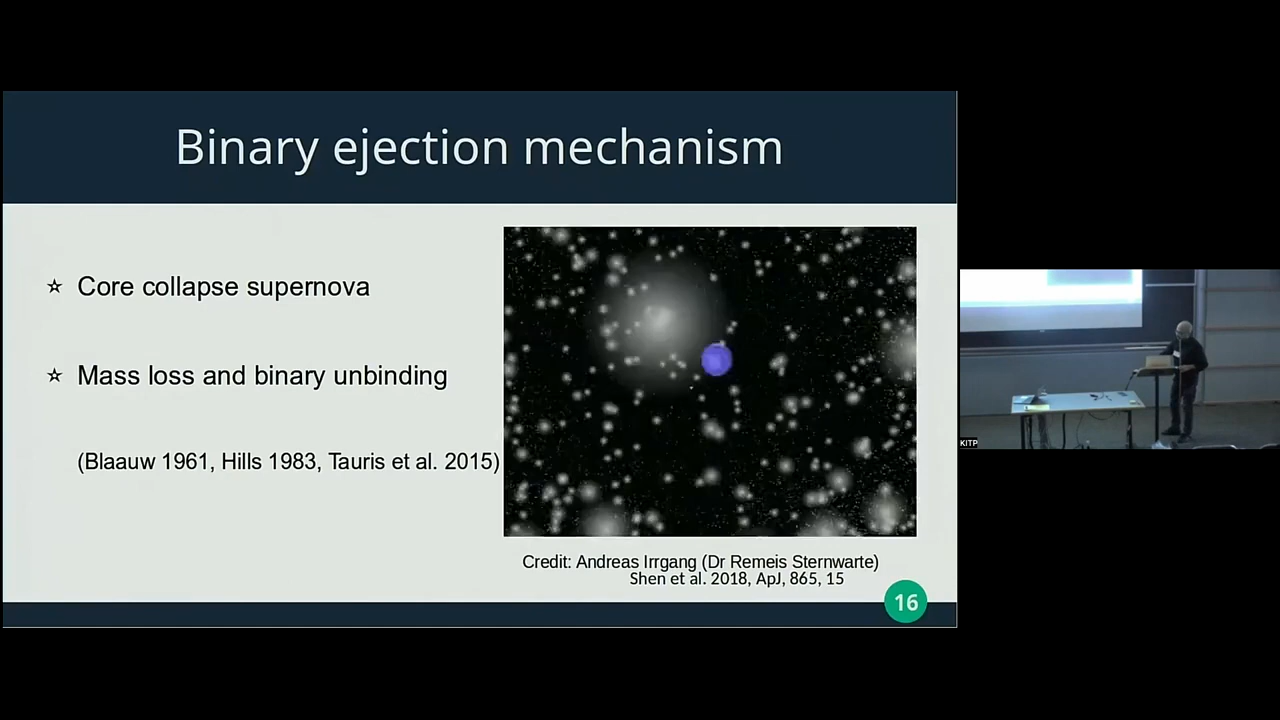 Binary ejection mechanism
☆ Core collapse supernova
☆ Mass loss and binary unbinding
(Blaauw 1961, Hills 1983, Tauris et al. 2015)
Credit: Andreas Irrgang (Dr Remeis Sternwarte)
Shen et al. 2018, ApJ, 865, 15
16
KITP